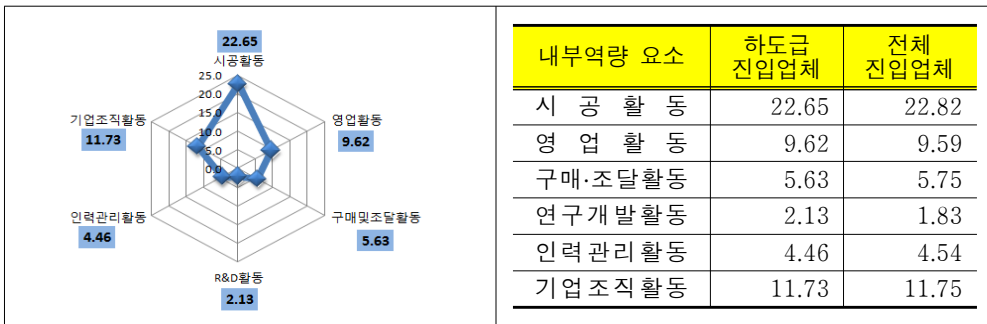 22.65
시공활동
25.0
20.0
15.0
10.0
5.0
0.0
영업활동
9.62
구매및조달활동
5.63
R&D활동
2.13
인력관리활동
4.46
기업조직활동
11.73
내부역량 요소 하도급 진입업체 전체 진입업체
시 공 활 동 22.65 22.82
영 업 활 동 9.62 9.59
구매·조달활동 5.63 5.75
연구개발활동 2.13 1.83
인력관리활동 4.46 4.54
기업조직활동 11.73 11.75